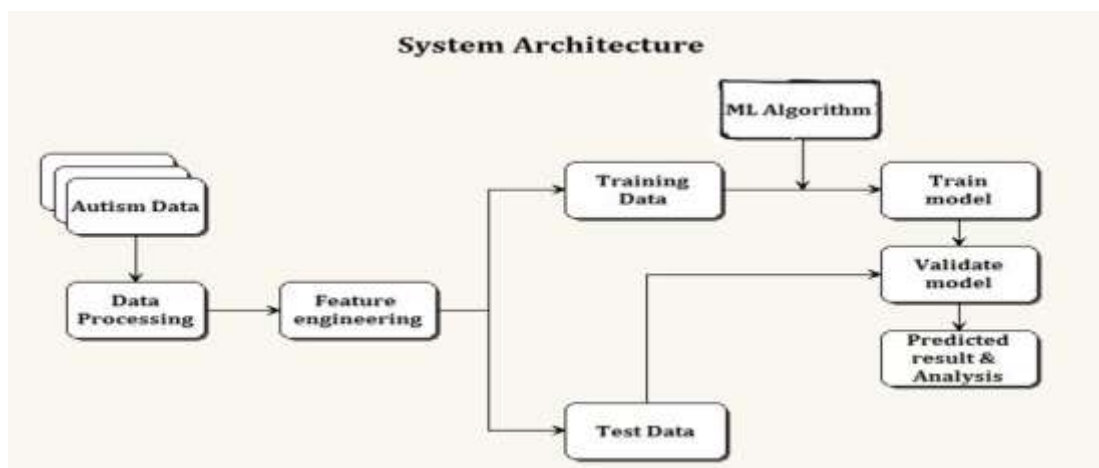 System Architecture
ML Algorithm
Autism Data
Training
Data
Train
model
Data
Processing
Feature
engineering
Validate
model
Predicted
result &
Analysis
Test Data